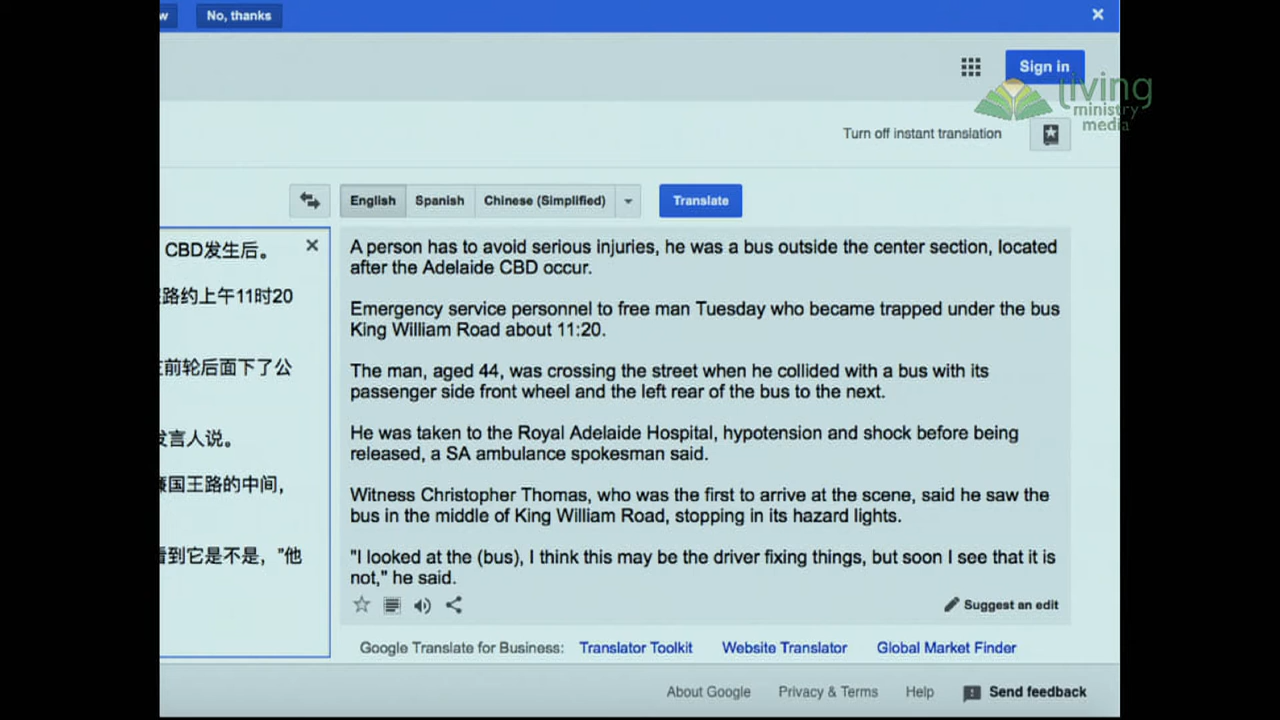 w
No, thanks
Sign in
living
ministry
media
Turn off instant translation
English
Spanish
Chinese (Simplified)
Translate
CBD发生后。
A person has to avoid serious injuries, he was a bus outside the center section, located
after the Adelaide CBD occur.
路约上午11时20
Emergency service personnel to free man Tuesday who became trapped under the bus
King William Road about 11:20.
前轮后面下了公
The man, aged 44, was crossing the street when he collided with a bus with its
passenger side front wheel and the left rear of the bus to the next.
发言人说。
He was taken to the Royal Adelaide Hospital, hypotension and shock before being
released, a SA ambulance spokesman said.
国王路的中间,
Witness Christopher Thomas, who was the first to arrive at the scene, said he saw the
bus in the middle of King William Road, stopping in its hazard lights.
看到它是不是，"他
"I looked at the (bus), I think this may be the driver fixing things, but soon I see that it is
not," he said.
Suggest an edit
Google Translate for Business:
Translator Toolkit
Website Translator
Global Market Finder
About Google
Privacy & Terms
Help
Send feedback